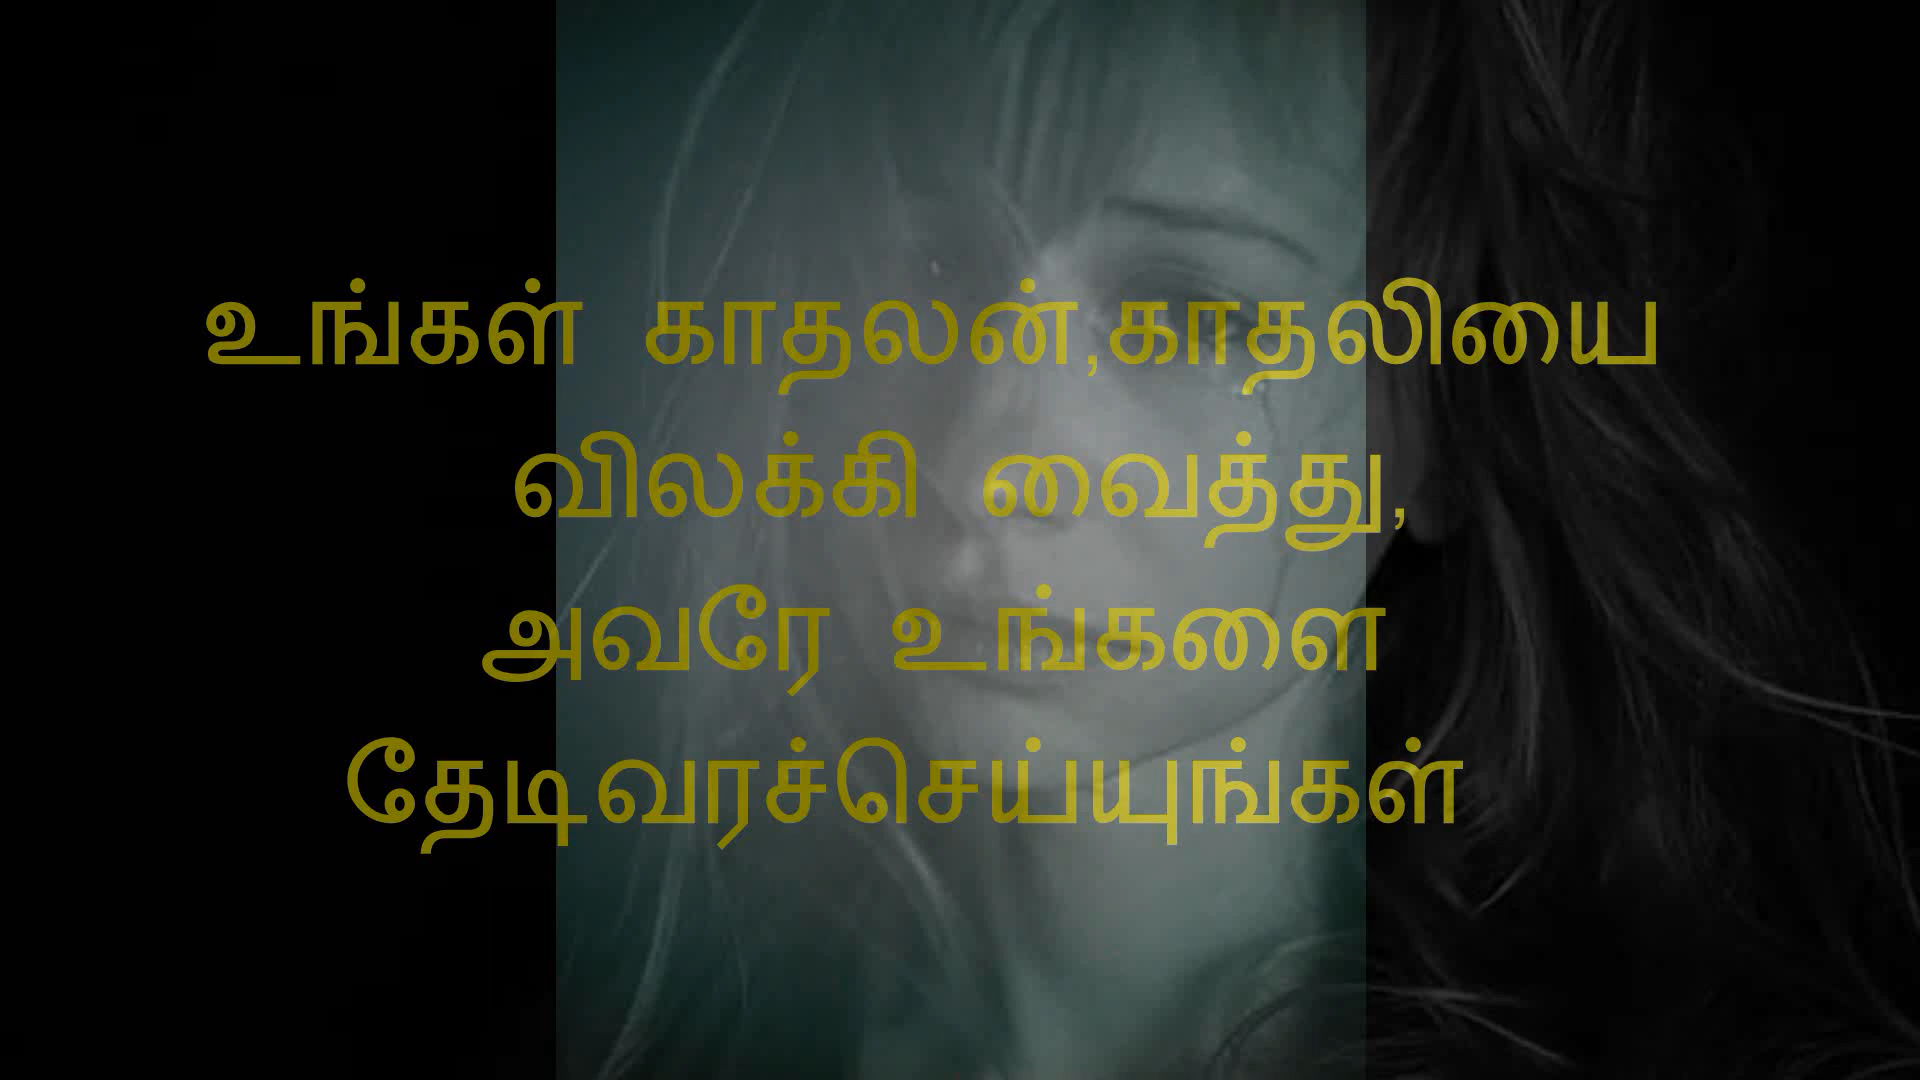 உங்கள் காதலன்,காதலியை
விலக்கி வைத்து,
அவரே உங்களை
தேடிவரச்செய்யுங்கள்